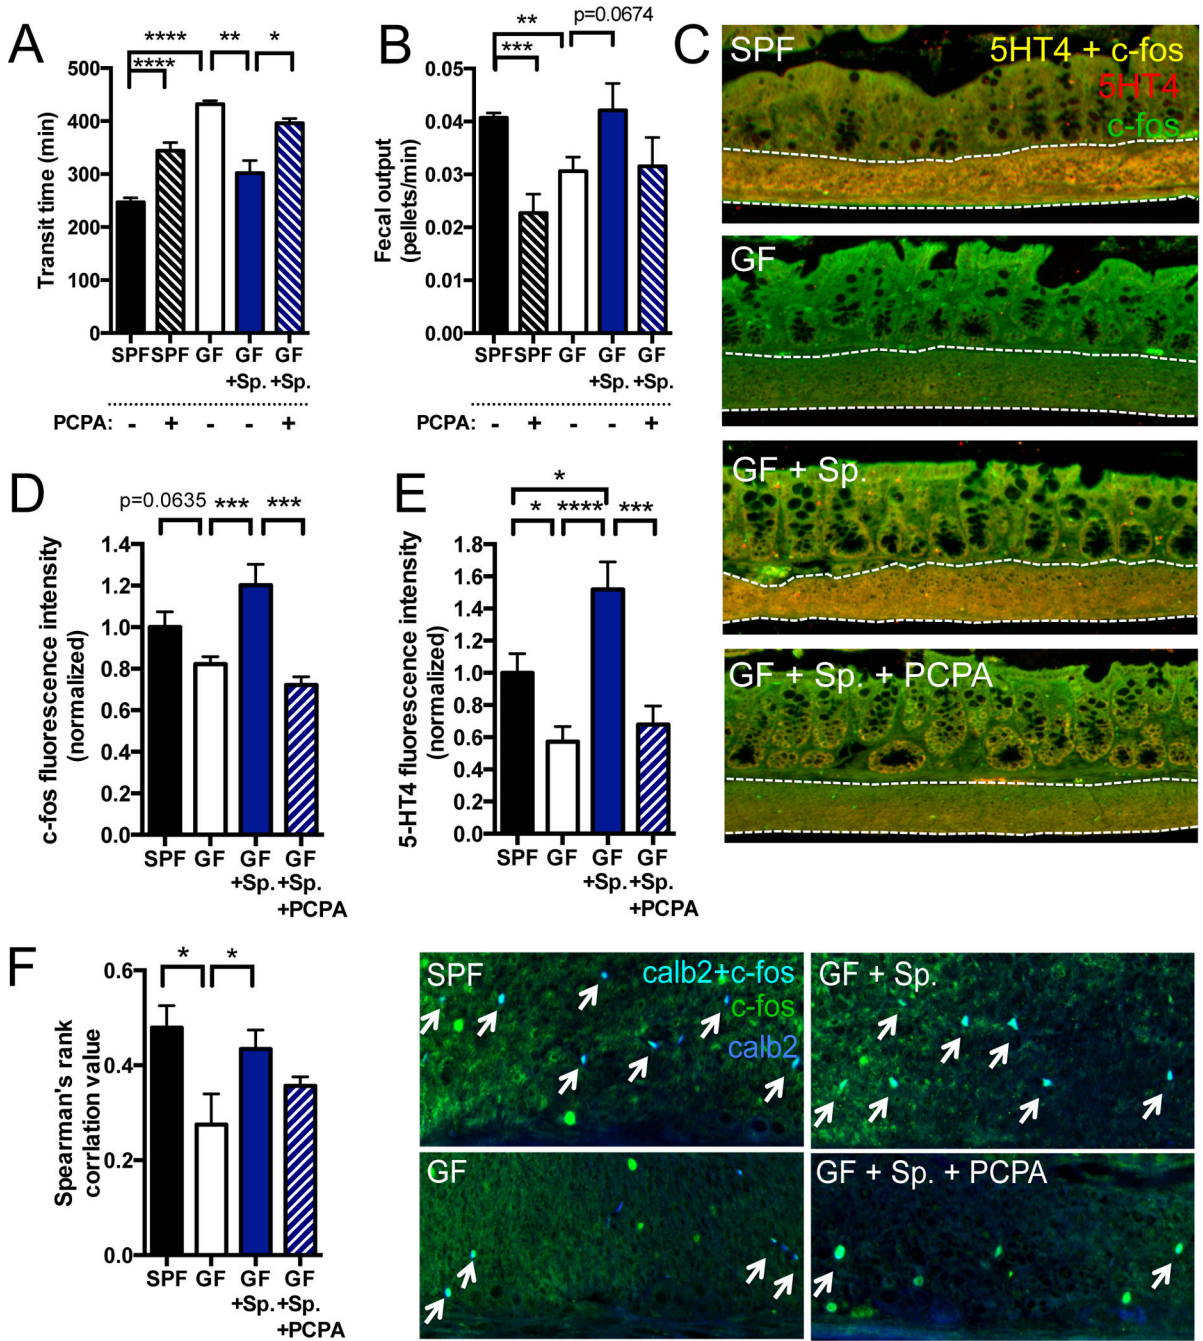 A
**** ** *
****
Transit time (min)
500
400
300
200
100
0
SPF SPF GF GF GF
+Sp. +Sp.
PCPA: - + - - +
B
p=0.0674
**
***
Fecal output
(pellets/min)
0.05
0.04
0.03
0.02
0.01
0.00
SPF SPF GF GF GF
+Sp. +Sp.
PCPA: - + - - +
C
SPF
5HT4 + c-fos
5HT4
c-fos
GF
GF + Sp.
GF + Sp. + PCPA
D
p=0.0635 *** ***
c-fos fluorescence intensity
(normalized)
1.4
1.2
1.0
0.8
0.6
0.4
0.2
0.0
SPF GF GF GF
+Sp. +Sp.
+PCPA
E
*
* **** ***
5-HT4 fluorescence intensity
(normalized)
1.8
1.6
1.4
1.2
1.0
0.8
0.6
0.4
0.2
0.0
SPF GF GF GF
+Sp. +Sp.
+PCPA
F
* *
Spearman's rank
corrlation value
0.6
0.4
0.2
0.0
SPF GF GF GF
+Sp. +Sp.
+PCPA
SPF
calb2+c-fos
c-fos
calb2
GF + Sp.
GF
GF + Sp. + PCPA